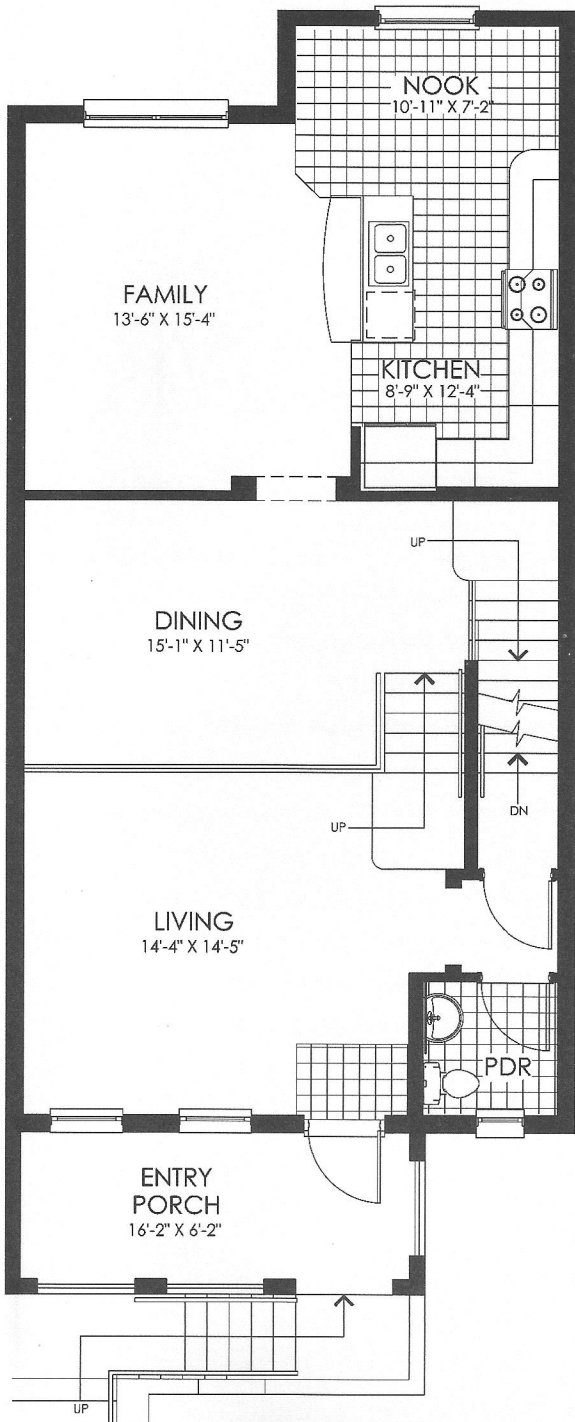 NOOK
10'-11" X 7'-2"
FAMILY
13'-6" X 15'-4"
KITCHEN
8'-9" X 12'-4"
UP
DINING
15'-1" X 11'-5"
UP
DN
LIVING
14'-4" X 14'-5"
PDR
ENTRY
PORCH
16'-2" X 6'-2"
UP